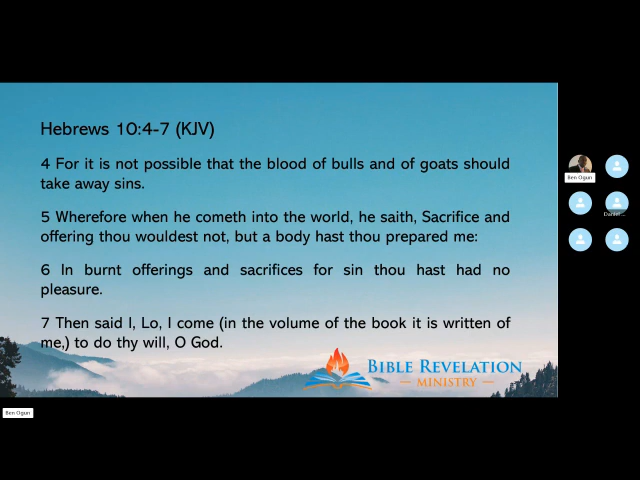 Hebrews 10:4-7 (KJV)
4 For it is not possible that the blood of bulls and of goats should
take away sins.
5 Wherefore when he cometh into the world, he saith, Sacrifice and
offering thou wouldest not, but a body hast thou prepared me:
6 In burnt offerings and sacrifices for sin thou hast had no
pleasure.
7 Then said I, Lo, I come (in the volume of the book it is written of
me,) to do thy will, O God.
BIBLE REVELATION
MINISTRY
Ben Ogun
Daniel ...
Ben Ogun